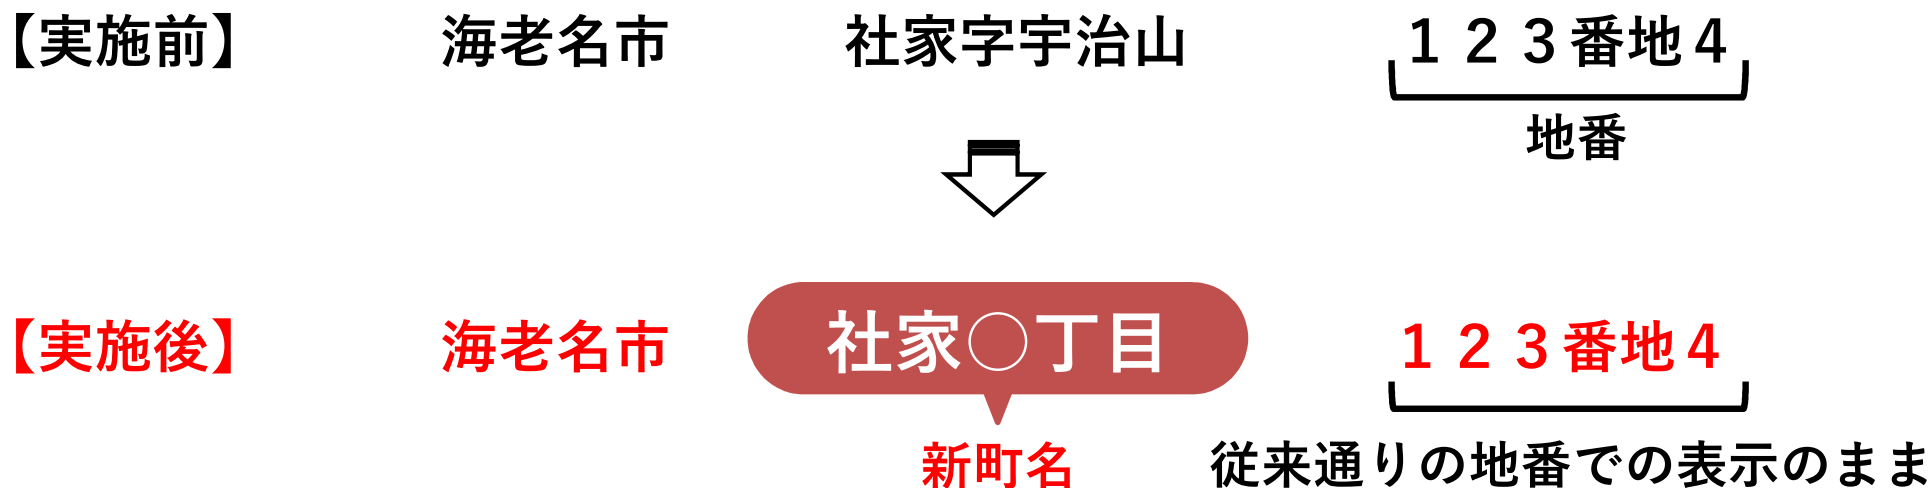 【実施前】 海老名市 社家字宇治山 １２３番地４
地番
【実施後】 海老名市 社家〇丁目 １２３番地４
新町名 従来通りの地番での表示のまま